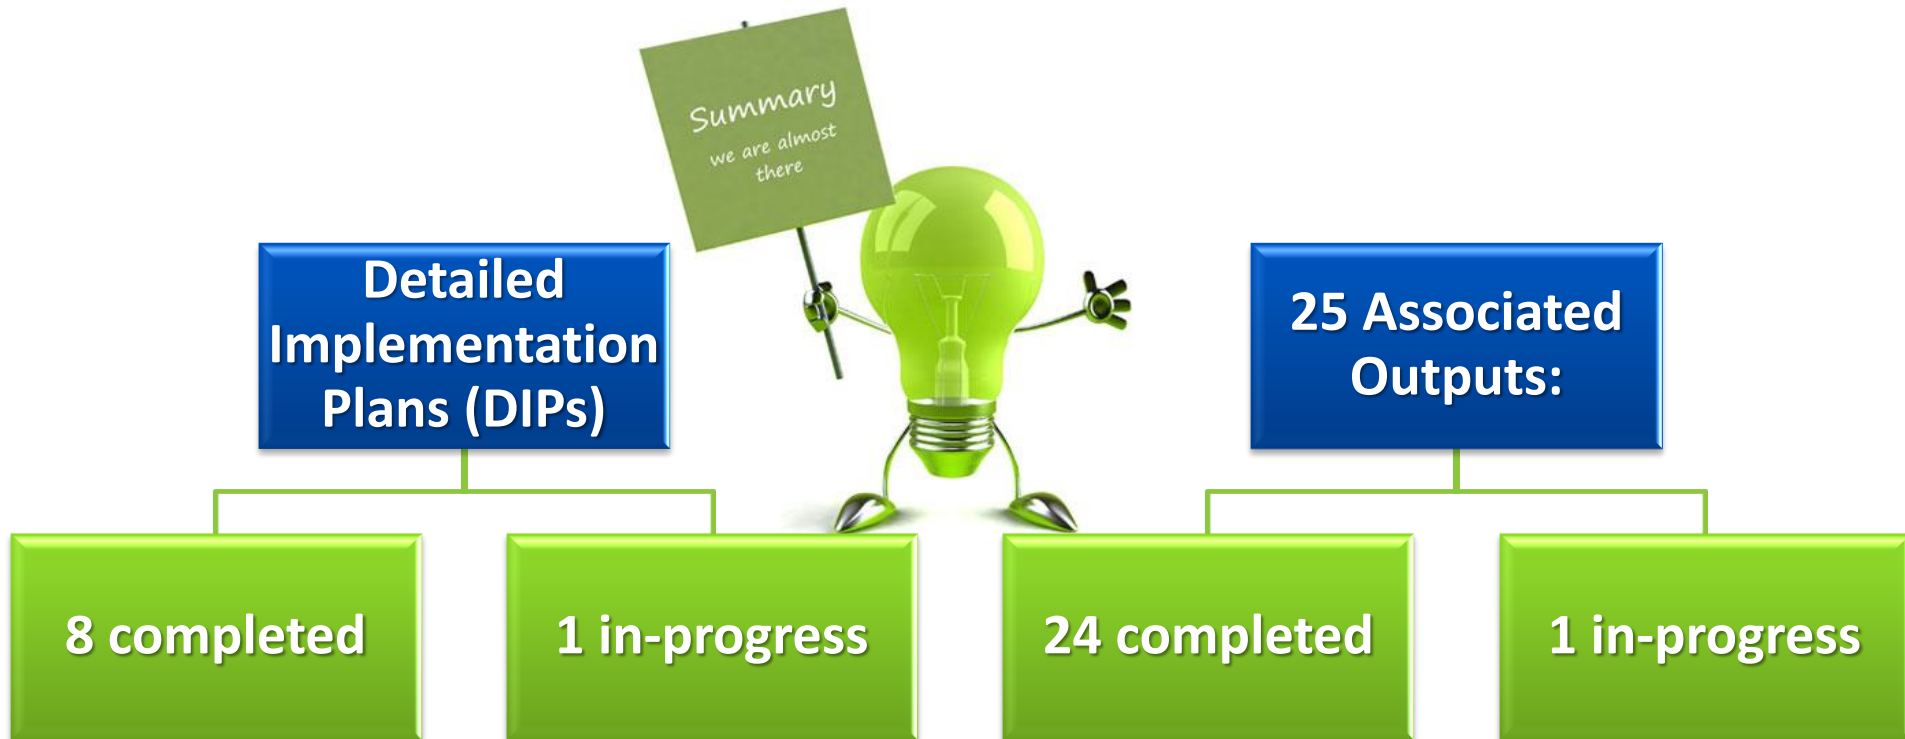 Summary
we are almost
there
Detailed
Implementation
Plans (DIPs)
8 completed
1 in-progress
25 Associated
Outputs:
24 completed
1 in-progress